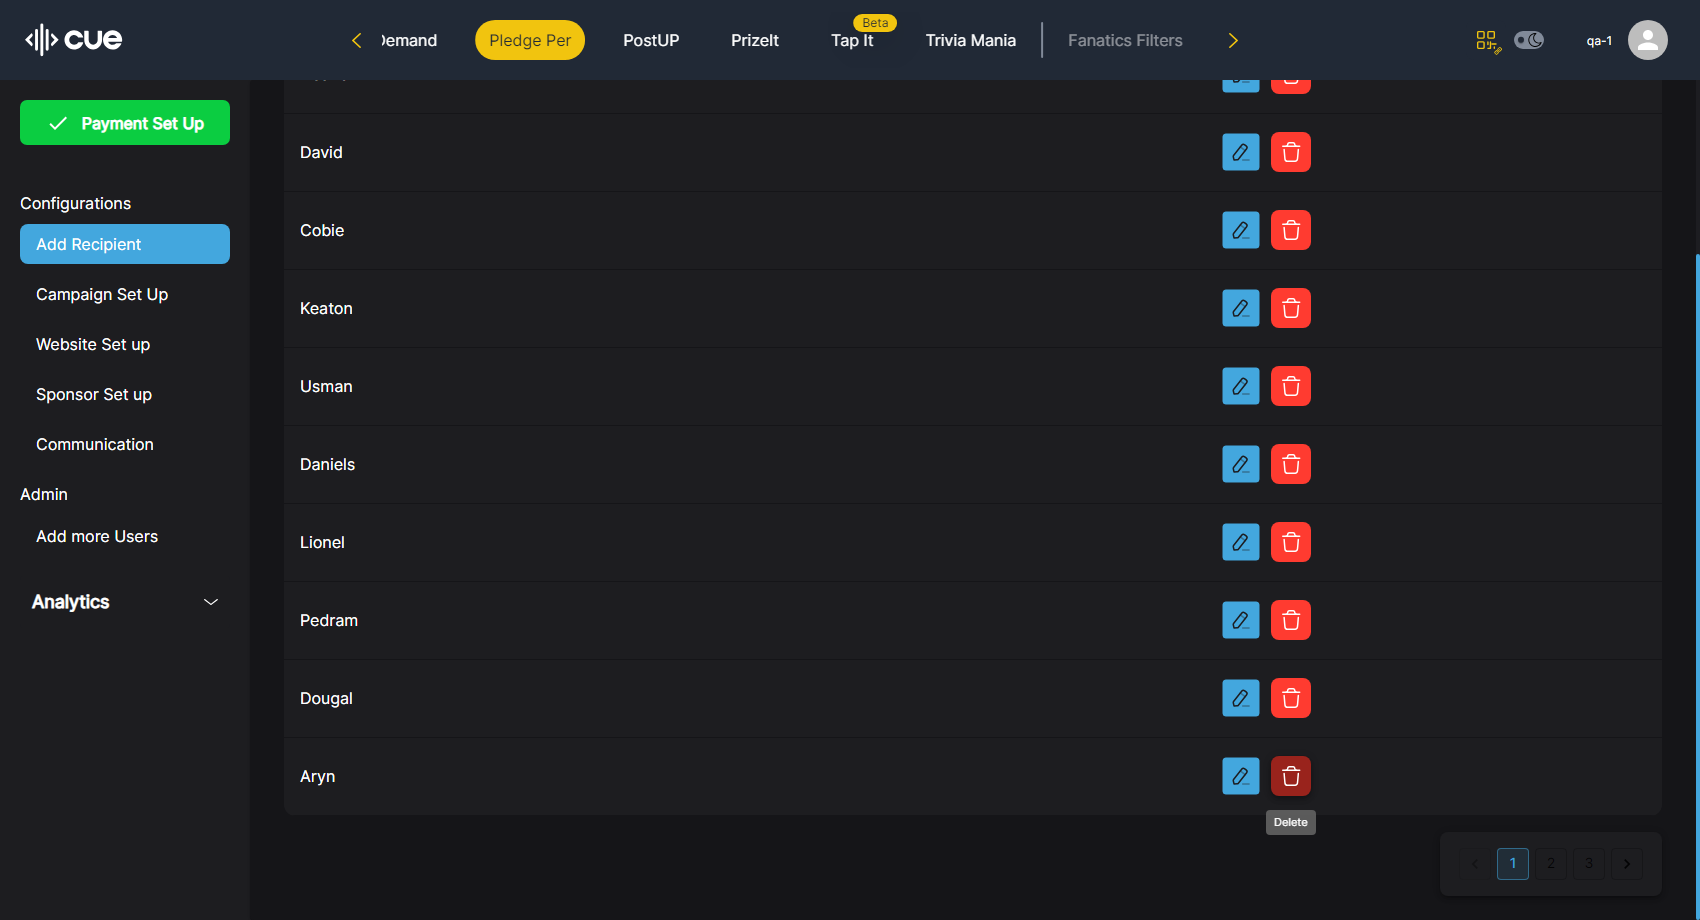 cue
Demand
Pledge Per
PostUP
PrizeIt
Beta
Tap It
Trivia Mania
Fanatics Filters
qa-1
Payment Set Up
Configurations
Add Recipient
Campaign Set Up
Website Set up
Sponsor Set up
Communication
Admin
Add more Users
Analytics
David
Cobie
Keaton
Usman
Daniels
Lionel
Pedram
Dougal
Aryn
Delete
1 2 3